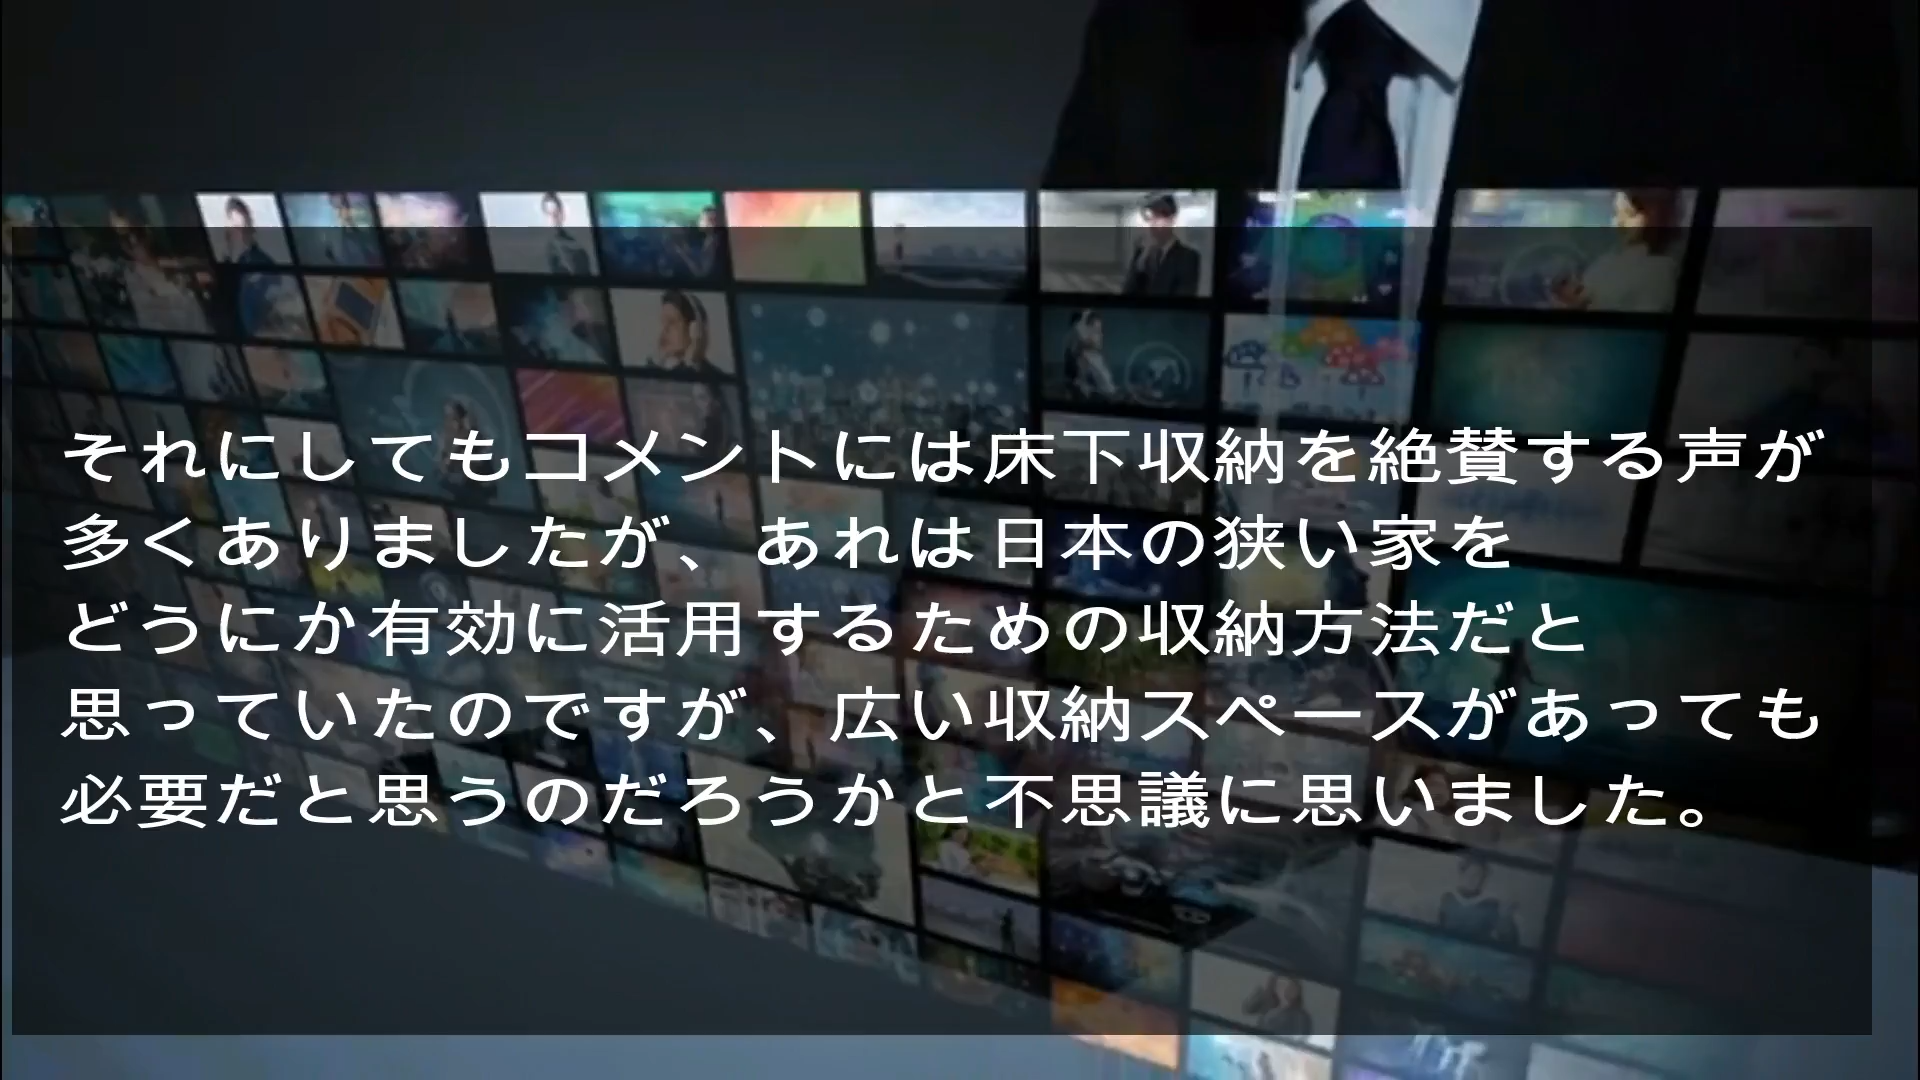 それにしてもコメントには床下収納を絶賛する声が
多くありましたが、あれは日本の狭い家を
どうにか有効に活用するための収納方法だと
思っていたのですが、広い収納スペースがあっても
必要だと思うのだろうかと不思議に思いました。